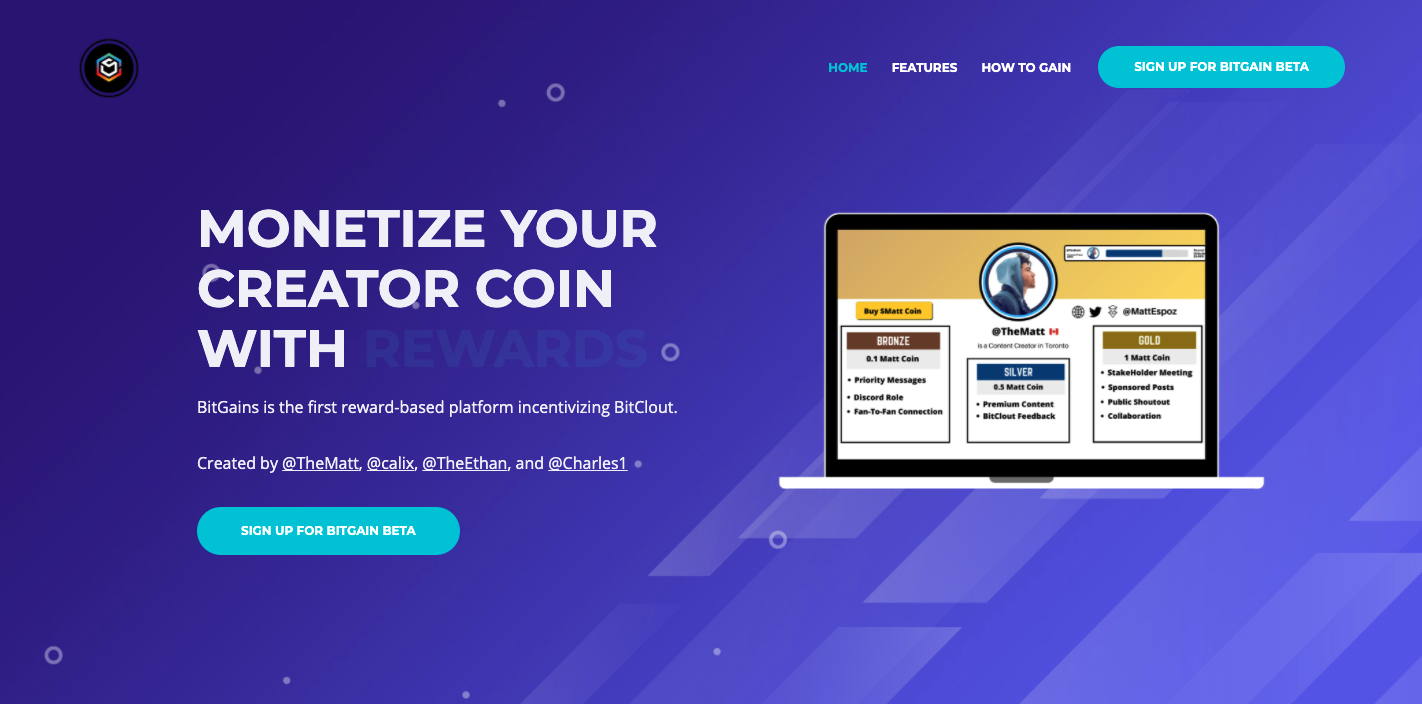 HOME FEATURES HOW TO GAIN SIGN UP FOR BITGAIN BETA
MONETIZE YOUR
CREATOR COIN
WITH REWARDS
BitGains is the first reward-based platform incentivizing BitClout.
Created by @TheMatt, @calix, @TheEthan, and @Charles1
SIGN UP FOR BITGAIN BETA
Buy $Matt Coin
@MattEspoz
@TheMatt
is a Content Creator in Toronto
BRONZE
0.1 Matt Coin
• Priority Messages
• Discord Role
• Fan-To-Fan Connection
SILVER
0.5 Matt Coin
• Premium Content
• BitClout Feedback
GOLD
1 Matt Coin
• StakeHolder Meeting
• Sponsored Posts
• Public Shoutout
• Collaboration